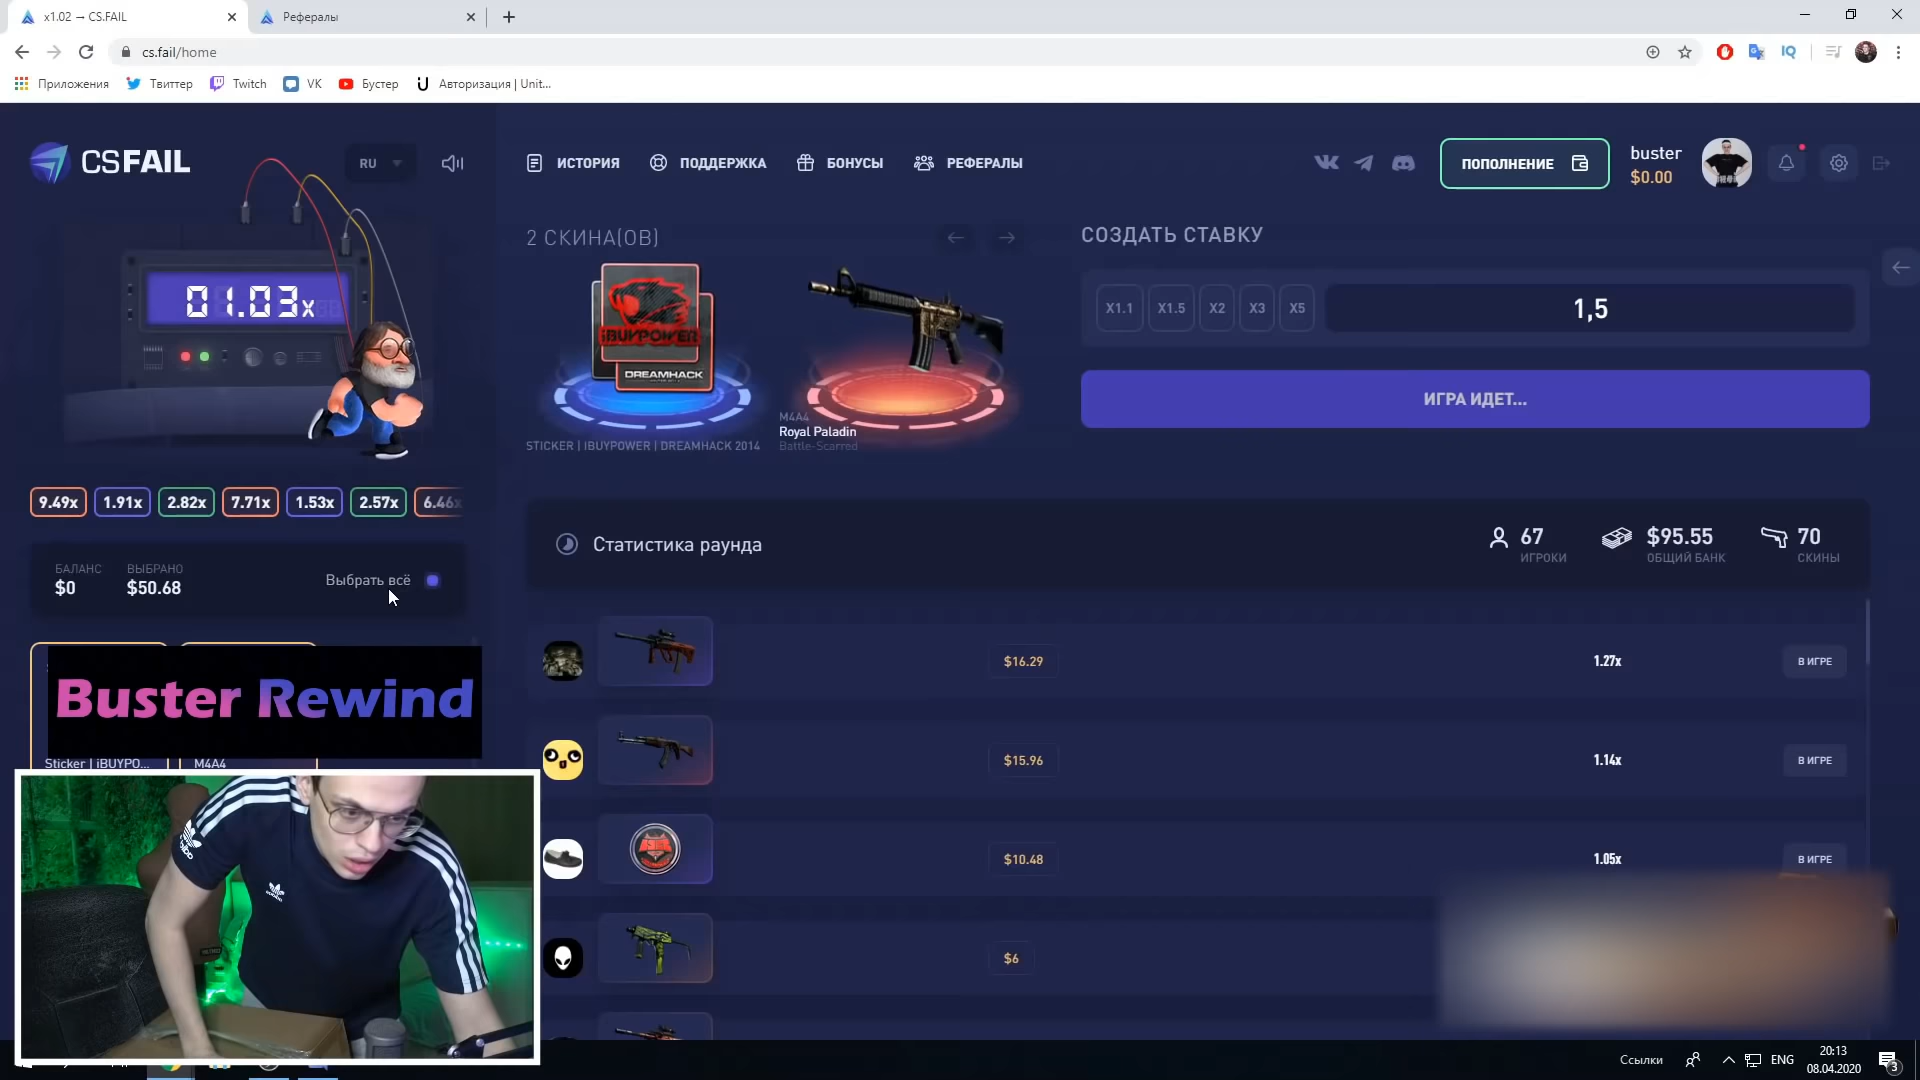 x1.02 → CS.FAIL
Рефералы
cs.fail/home
Приложения
Твиттер
Twitch
VK
Бустер
Авторизация | Unit...
CSFAIL
RU
ИСТОРИЯ
ПОДДЕРЖКА
БОНУСЫ
РЕФЕРАЛЫ
ПОПОЛНЕНИЕ
buster
$0.00
01.03x
2 СКИНА(ОВ)
IBUYPOWER
DREAMHACK
STICKER | IBUYPOWER | DREAMHACK 2014
M4A4
Royal Paladin
Battle-Scarred
СОЗДАТЬ СТАВКУ
X1.1
X1.5
X2
X3
X5
1,5
ИГРА ИДЕТ...
9.49x
1.91x
2.82x
7.71x
1.53x
2.57x
6.46x
БАЛАНС
$0
ВЫБРАНО
$50.68
Выбрать всё
Статистика раунда
67
ИГРОКИ
$95.55
ОБЩИЙ БАНК
70
СКИНЫ
$16.29
1.27x
В ИГРЕ
$15.96
1.14x
В ИГРЕ
$10.48
1.05x
В ИГРЕ
$6
Buster Rewind
Sticker | iBUYPO...
M4A4
adidas
Ссылки
ENG
20:13
08.04.2020
3